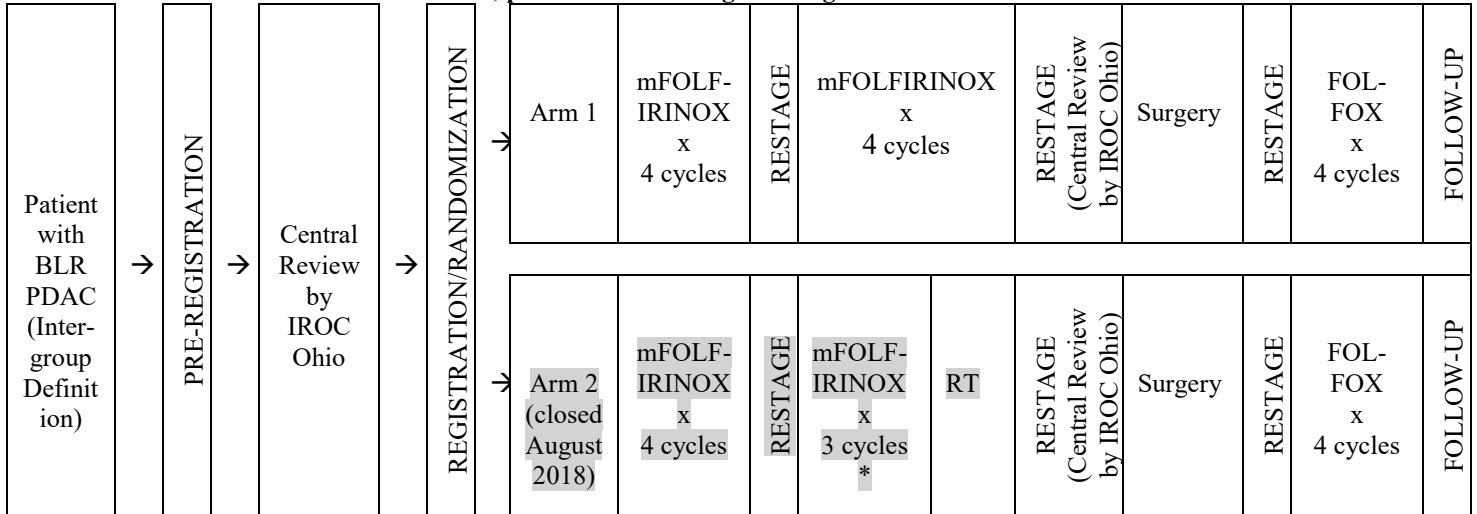 Patient
with
BLR
PDAC
(Inter-
group
Definit
ion)
→
PRE-REGISTRATION
→
Central
Review
by
IROC
Ohio
→
REGISTRATION/RANDOMIZATION
→
Arm 1
mFOLF-
IRINOX
x
4 cycles
RESTAGE
mFOLFIRINOX
x
4 cycles
RESTAGE
(Central Review
by IROC Ohio)
Surgery
RESTAGE
FOL-
FOX
x
4 cycles
FOLLOW-UP
→
Arm 2
(closed
August
2018)
mFOLF-
IRINOX
x
4 cycles
RESTAGE
mFOLF-
IRINOX
x
3 cycles
*
RT
RESTAGE
(Central Review
by IROC Ohio)
Surgery
RESTAGE
FOL-
FOX
x
4 cycles
FOLLOW-UP